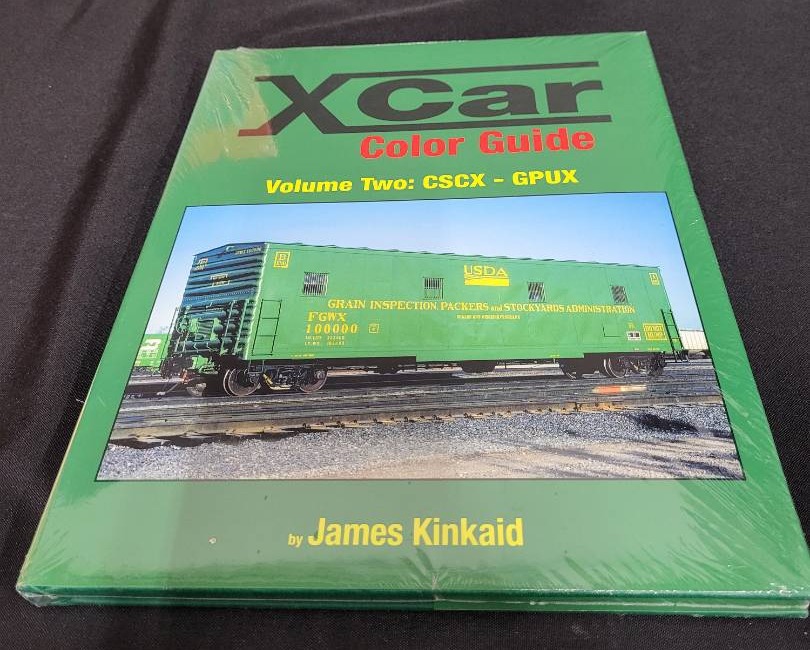 XCar
Color Guide
Volume Two: CSCX - GPUX
USDA
GRAIN INSPECTION, PACKERS and STOCKYARDS ADMINISTRATION
FGWX
100000
by James Kinkaid